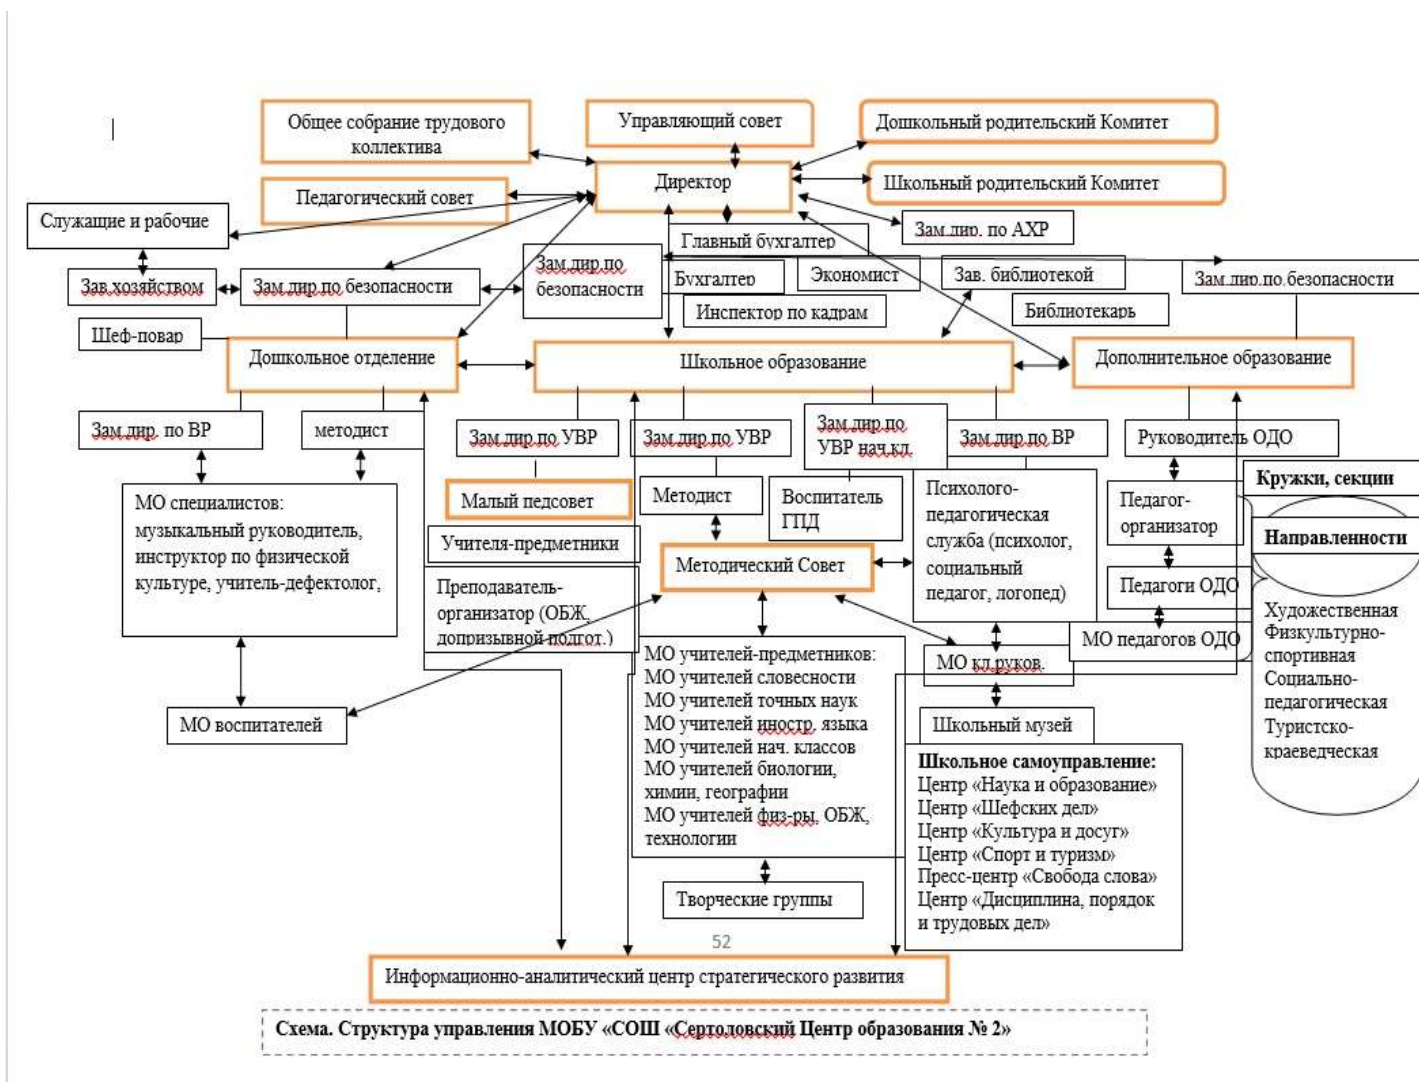 Общее собрание трудового
коллектива
Управляющий совет
Дошкольный родительский Комитет
Директор
Школьный родительский Комитет
Педагогический совет
Служащие и рабочие
Зам.дир. по АХР
Главный бухгалтер
Зам.дир.по
безопасности
Зав.хозяйством
Зам.дир.по.безопасности
Бухгалтер
Экономист
Зав. библиотекой
Зам.дир.по.безопасности
Инспектор по кадрам
Библиотекарь
Шеф-повар
Дошкольное отделение
Школьное образование
Дополнительное образование
Зам.дир. по ВР
методист
Зам.дир.по УВР
Зам.дир.по УВР
Зам.дир.по
УВР нач.кл.
Зам.дир.по ВР
Руководитель ОДО
Кружки, секции
МО специалистов:
музыкальный руководитель,
инструктор по физической
культуре, учитель-дефектолог,
Малый педсовет
Методист
Воспитатель
ГПД
Психолого-
педагогическая
служба (психолог,
социальный
педагог, логопед)
Педагог-
организатор
Направленности
Учителя-предметники
Методический Совет
Преподаватель-
организатор (ОБЖ,
допризывной подгот.)
Педагоги ОДО
Художественная
Физкультурно-
спортивная
Социально-
педагогическая
Туристско-
краеведческая
МО педагогов ОДО
МО учителей-предметников:
МО учителей словесности
МО учителей точных наук
МО учителей иностр. языка
МО учителей нач. классов
МО учителей биологии,
химии, географии
МО учителей физ-ры, ОБЖ,
технологии
МО кл.руков.
МО воспитателей
Школьный музей
Школьное самоуправление:
Центр «Наука и образование»
Центр «Шефских дел»
Центр «Культура и досуг»
Центр «Спорт и туризм»
Пресс-центр «Свобода слова»
Центр «Дисциплина, порядок
и трудовых дел»
Творческие группы
52
Информационно-аналитический центр стратегического развития
Схема. Структура управления МОБУ «СОШ «Сертоловский Центр образования № 2»